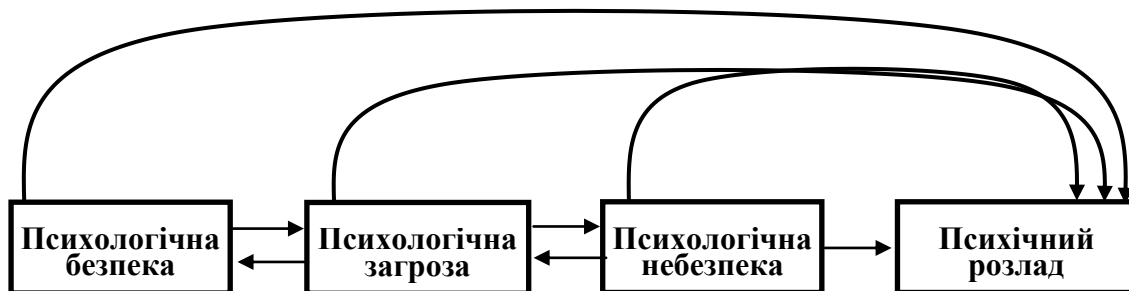 Психологічна
безпека
Психологічна
загроза
Психологічна
небезпека
Психічний
розлад